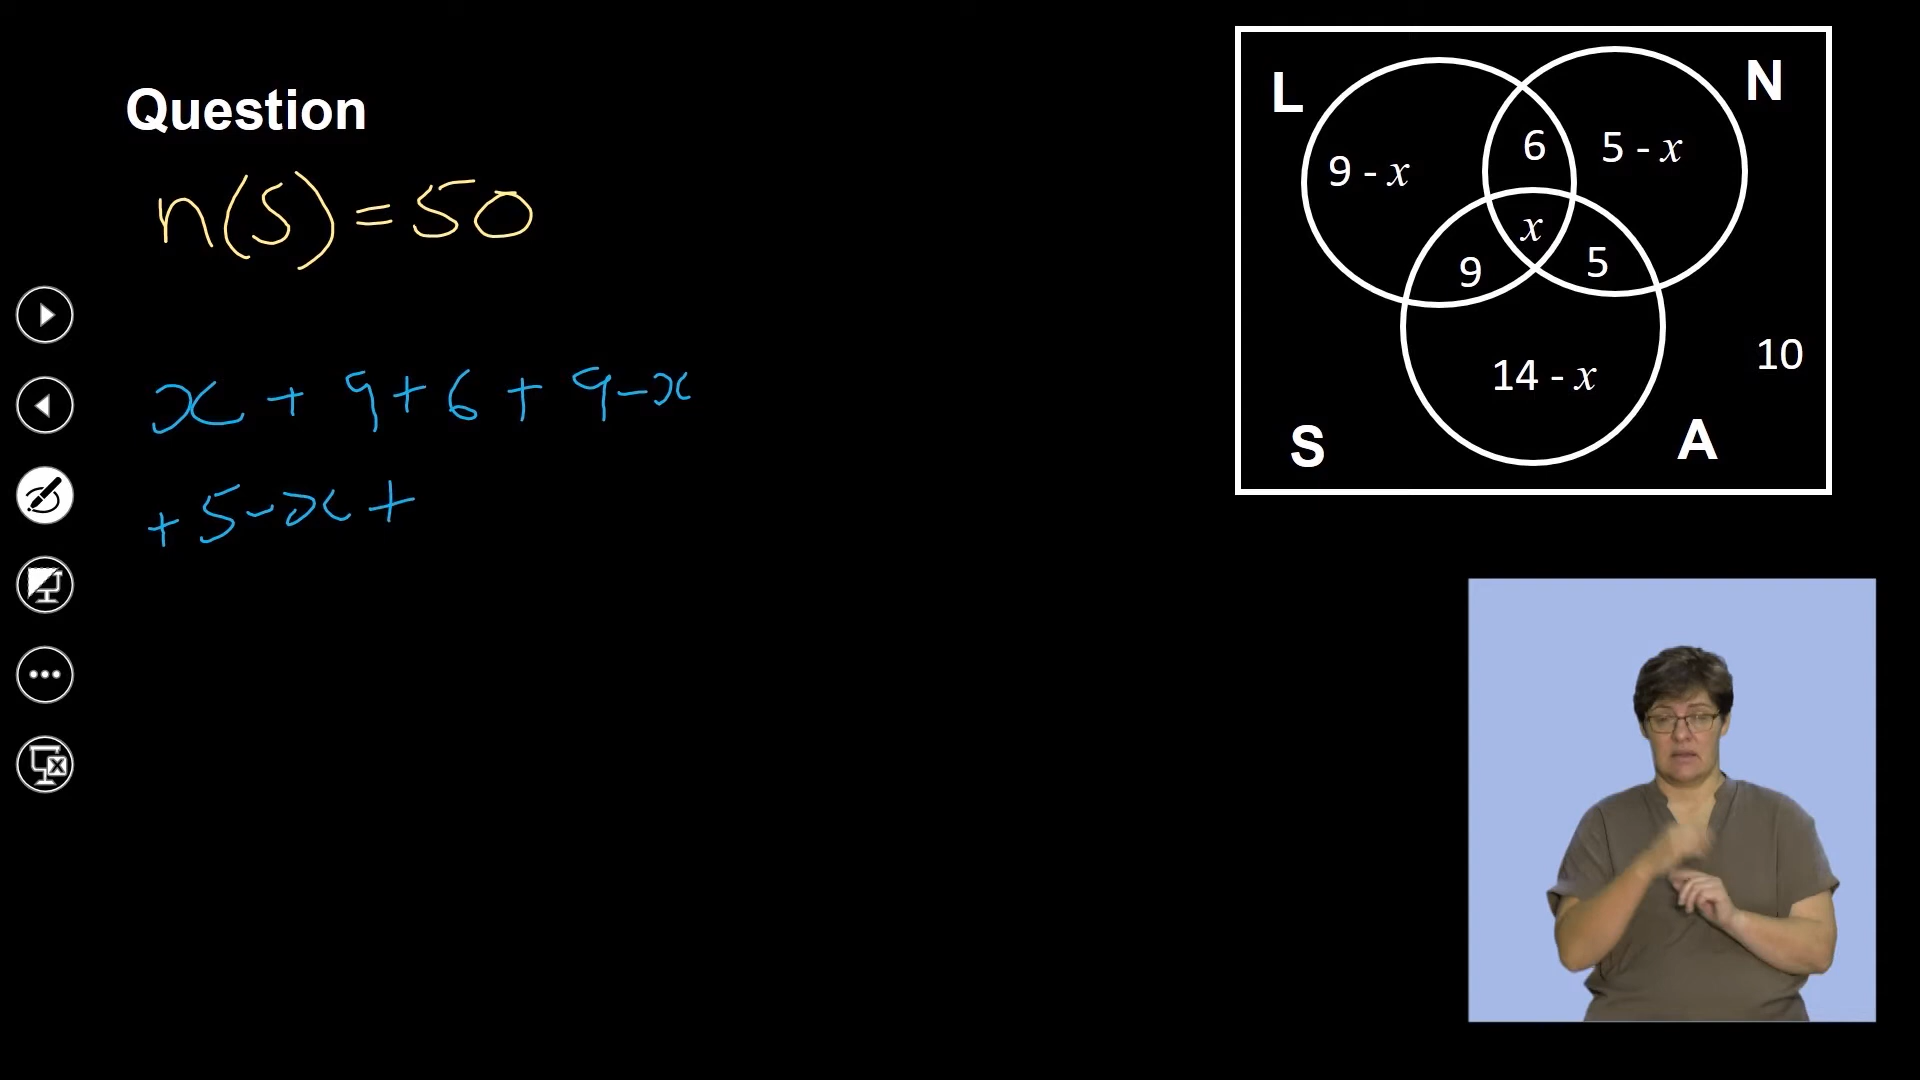 Question
n(S) = 50
x + 9 + 6 + 9 - x
+ 5 - x +
L
N
6
5 - x
9 - x
x
9
5
10
14 - x
S
A